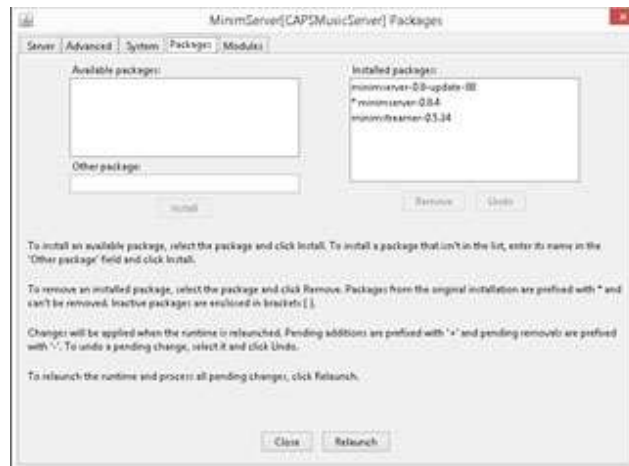 MinimServer[CAPSMusicServer] Packages
Server Advanced System Packages Modules
Available packages:
Installed packages:
minimserver-0.8-update-88
* minimserver-0.8.4
minimstreamer-0.5.34
Other package:
Install
Remove Undo
To install an available package, select the package and click Install. To install a package that isn't in the list, enter its name in the
'Other package' field and click Install.
To remove an installed package, select the package and click Remove. Packages from the original installation are prefixed with * and
can't be removed. Inactive packages are enclosed in brackets [ ].
Changes will be applied when the runtime is relaunched. Pending additions are prefixed with '+' and pending removals are prefixed
with '-'. To undo a pending change, select it and click Undo.
To relaunch the runtime and process all pending changes, click Relaunch.
Close Relaunch